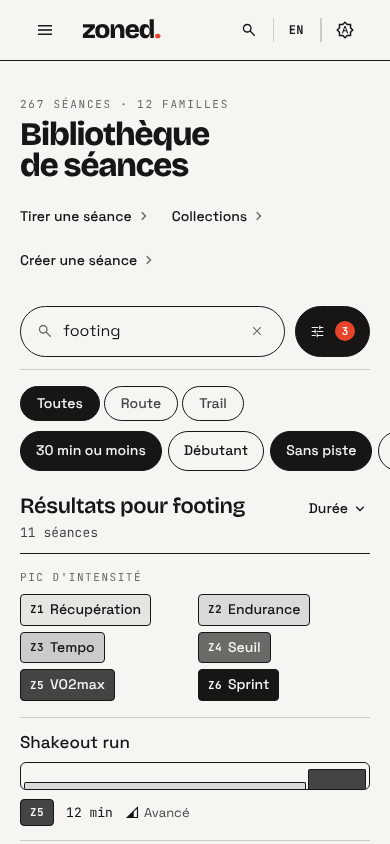 zoned.
EN
A
267 SÉANCES · 12 FAMILLES
Bibliothèque
de séances
Tirer une séance
Collections
Créer une séance
footing
3
Toutes
Route
Trail
30 min ou moins
Débutant
Sans piste
Résultats pour footing
Durée
11 séances
PIC D'INTENSITÉ
Z1 Récupération
Z2 Endurance
Z3 Tempo
Z4 Seuil
Z5 VO2max
Z6 Sprint
Shakeout run
Z5 12 min Avancé